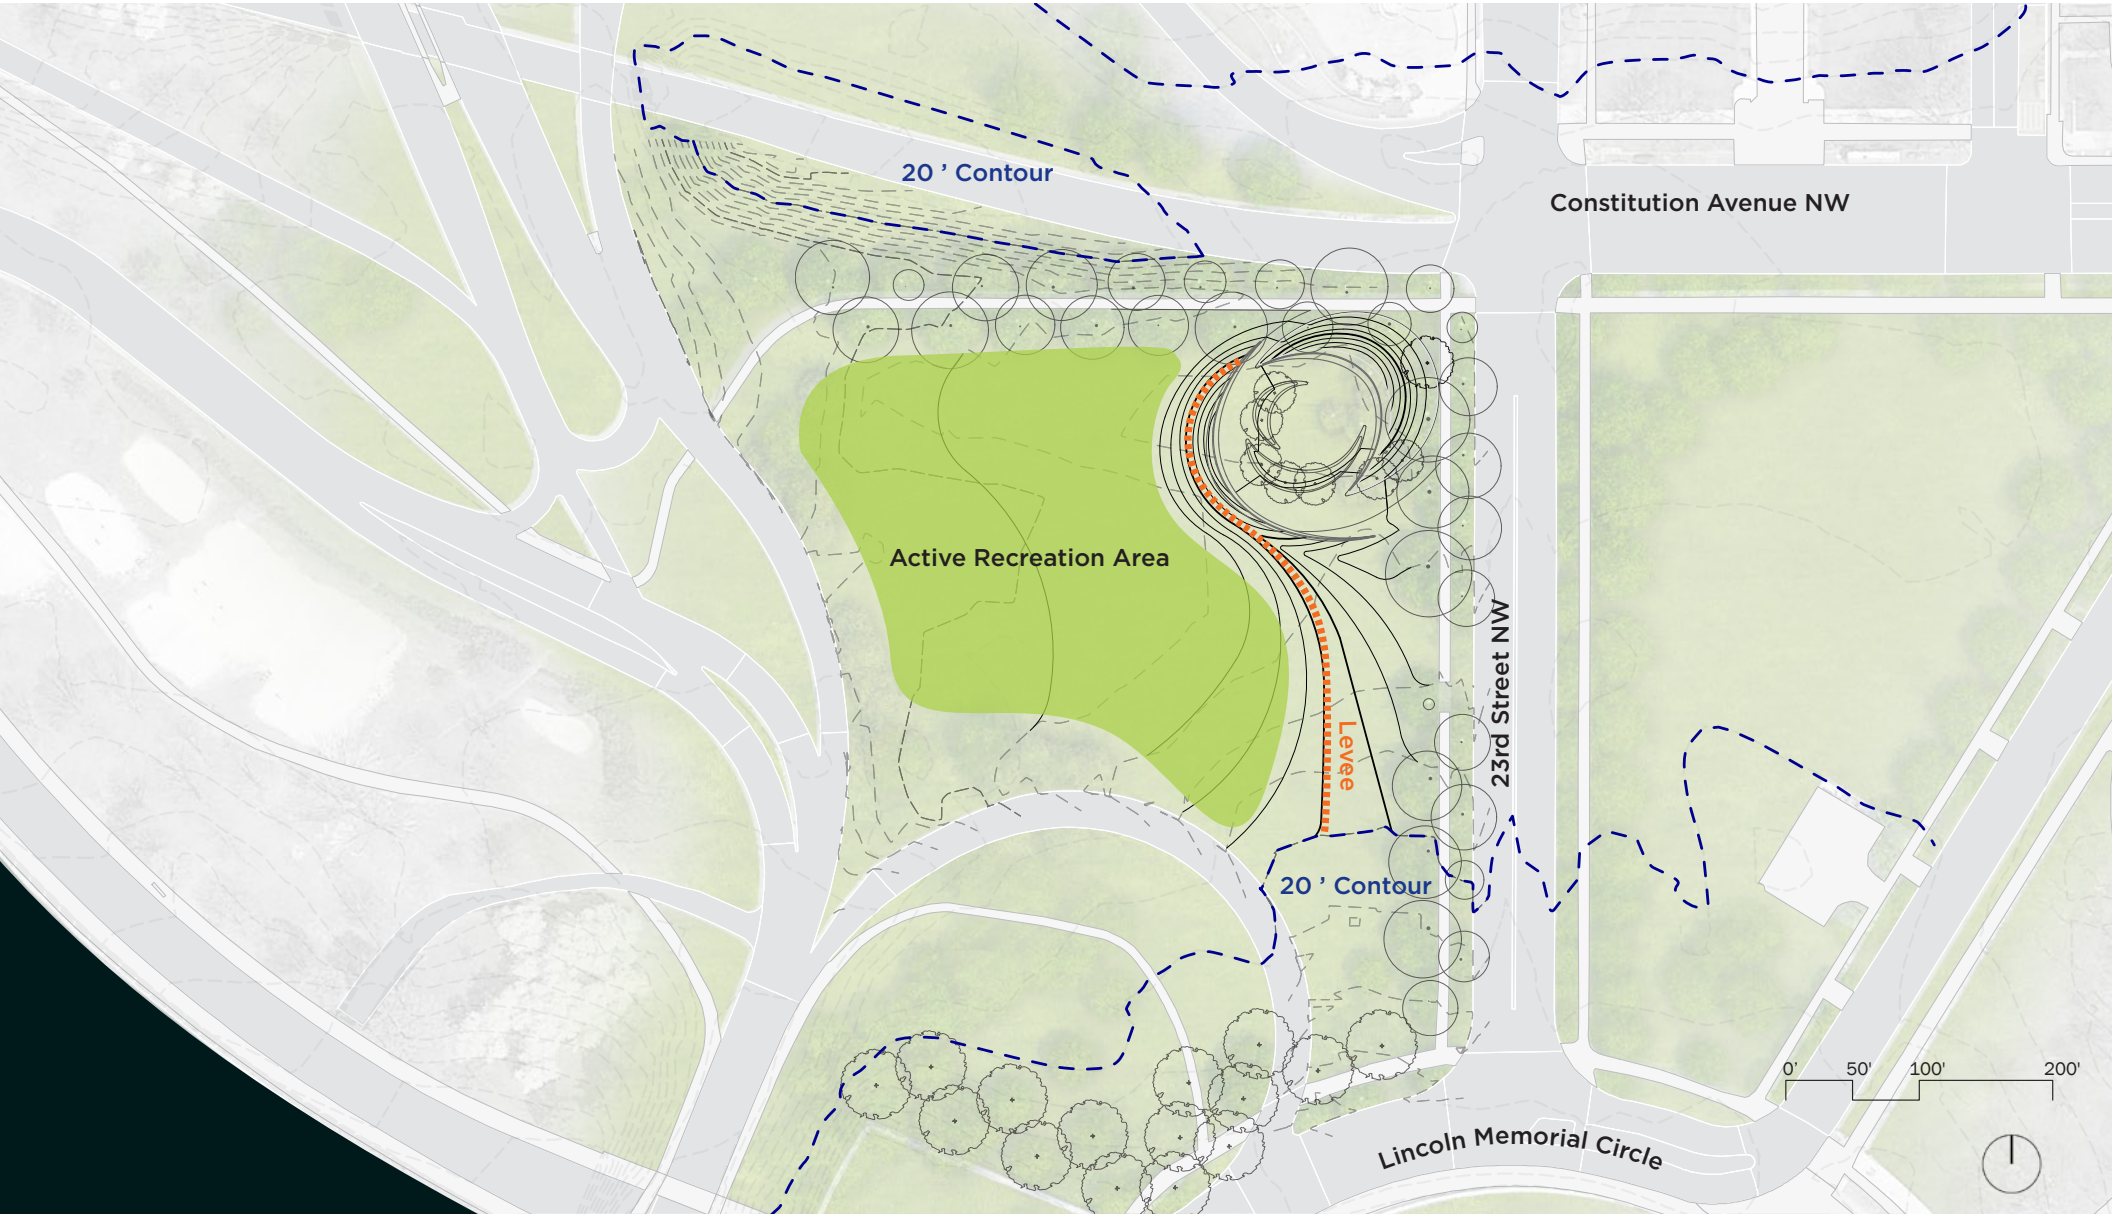 20 ’ Contour
Constitution Avenue NW
Active Recreation Area
23rd Street NW
Levee
20 ’ Contour
0' 50' 100' 200'
Lincoln Memorial Circle